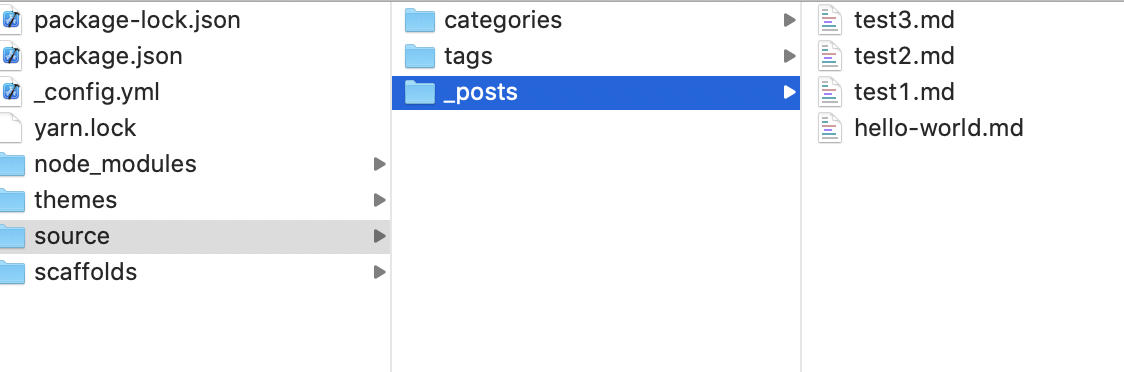 package-lock.json
package.json
_config.yml
yarn.lock
node_modules
themes
source
scaffolds
categories
tags
_posts
test3.md
test2.md
test1.md
hello-world.md